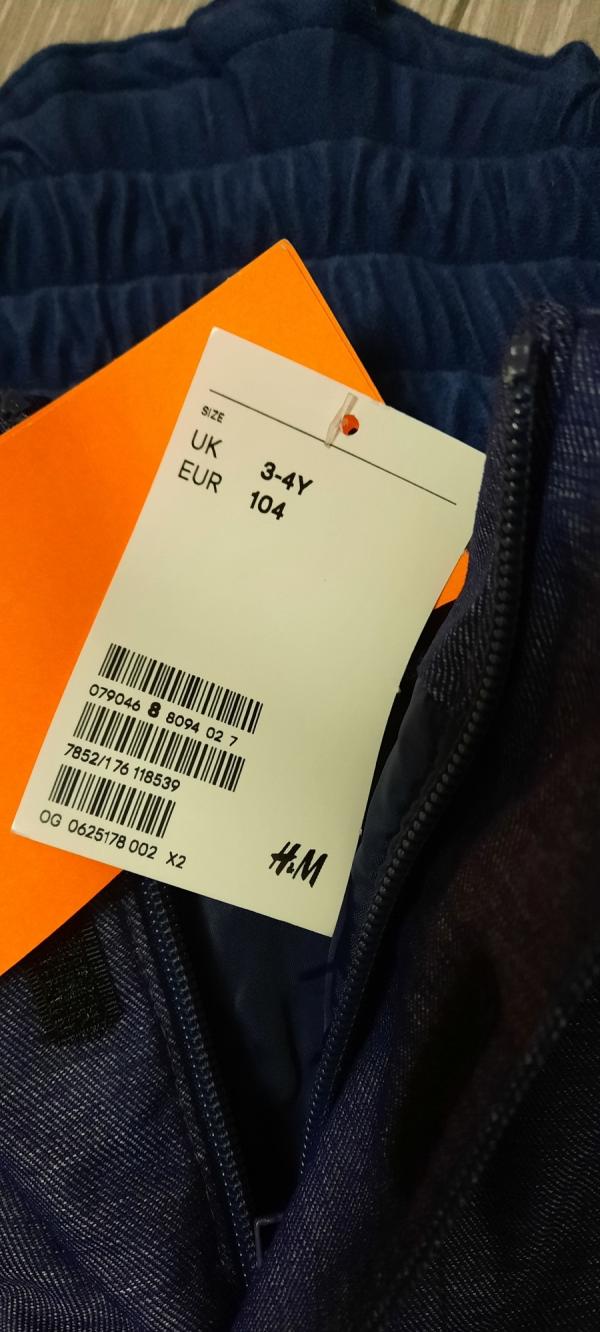 SIZE
UK 3-4Y
EUR 104
079046 8 8094 02 7
7852/176 118539
OG 0625178 002 X2
H&M